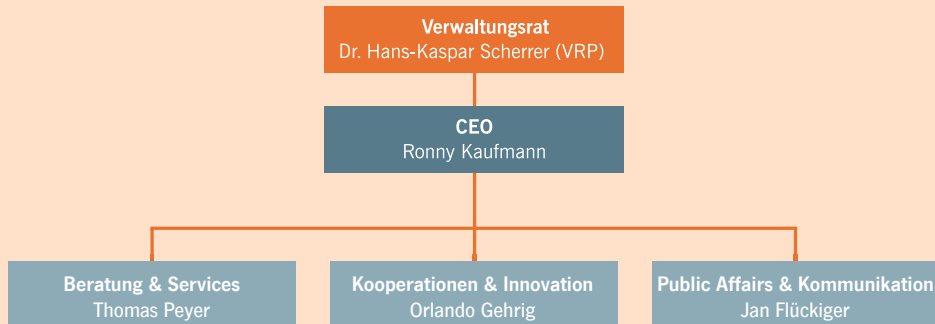 Verwaltungsrat
Dr. Hans-Kaspar Scherrer (VRP)
CEO
Ronny Kaufmann
Beratung & Services
Thomas Peyer
Kooperationen & Innovation
Orlando Gehrig
Public Affairs & Kommunikation
Jan Flückiger